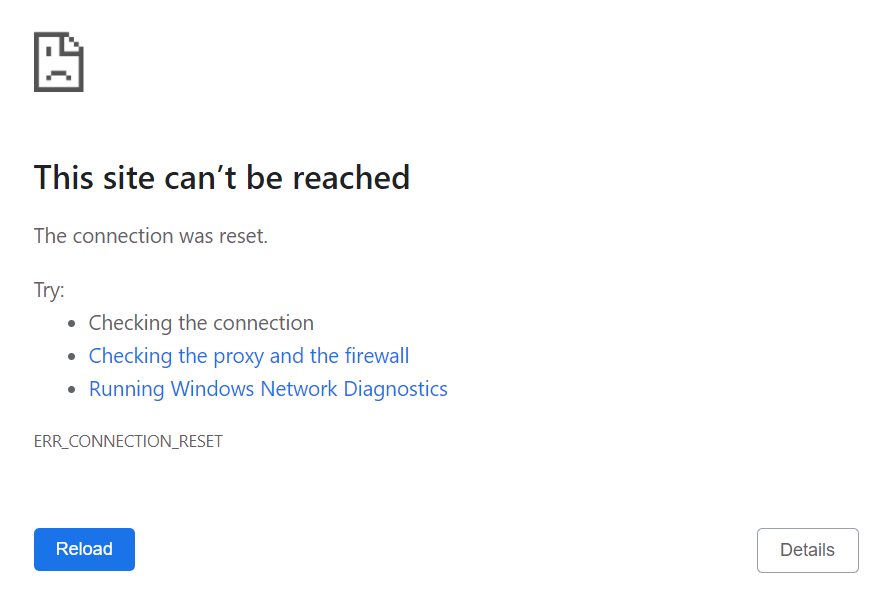 This site can’t be reached
The connection was reset.
Try:
• Checking the connection
• Checking the proxy and the firewall
• Running Windows Network Diagnostics
ERR_CONNECTION_RESET
Reload
Details